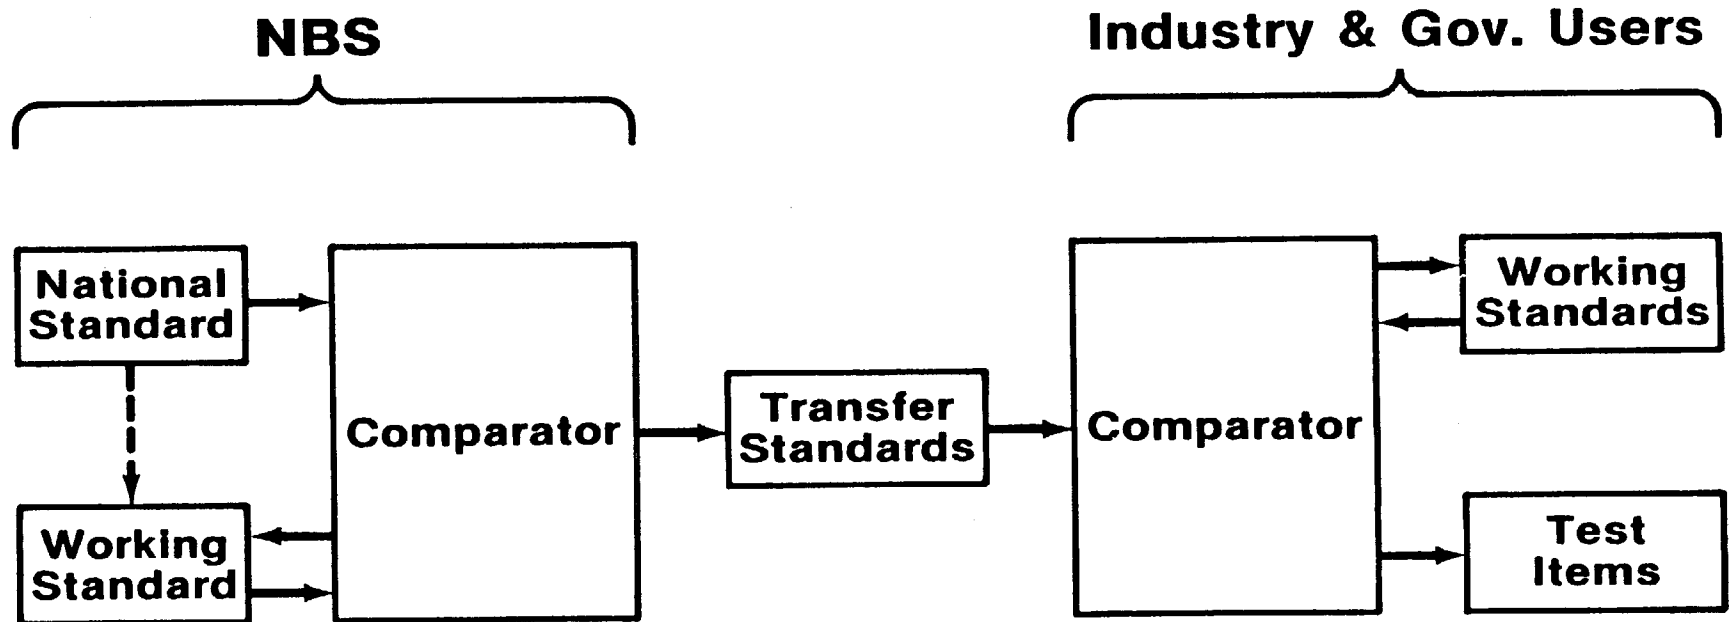 NBS
Industry & Gov. Users
National
Standard
Working
Standard
Comparator
Transfer
Standards
Comparator
Working
Standards
Test
Items